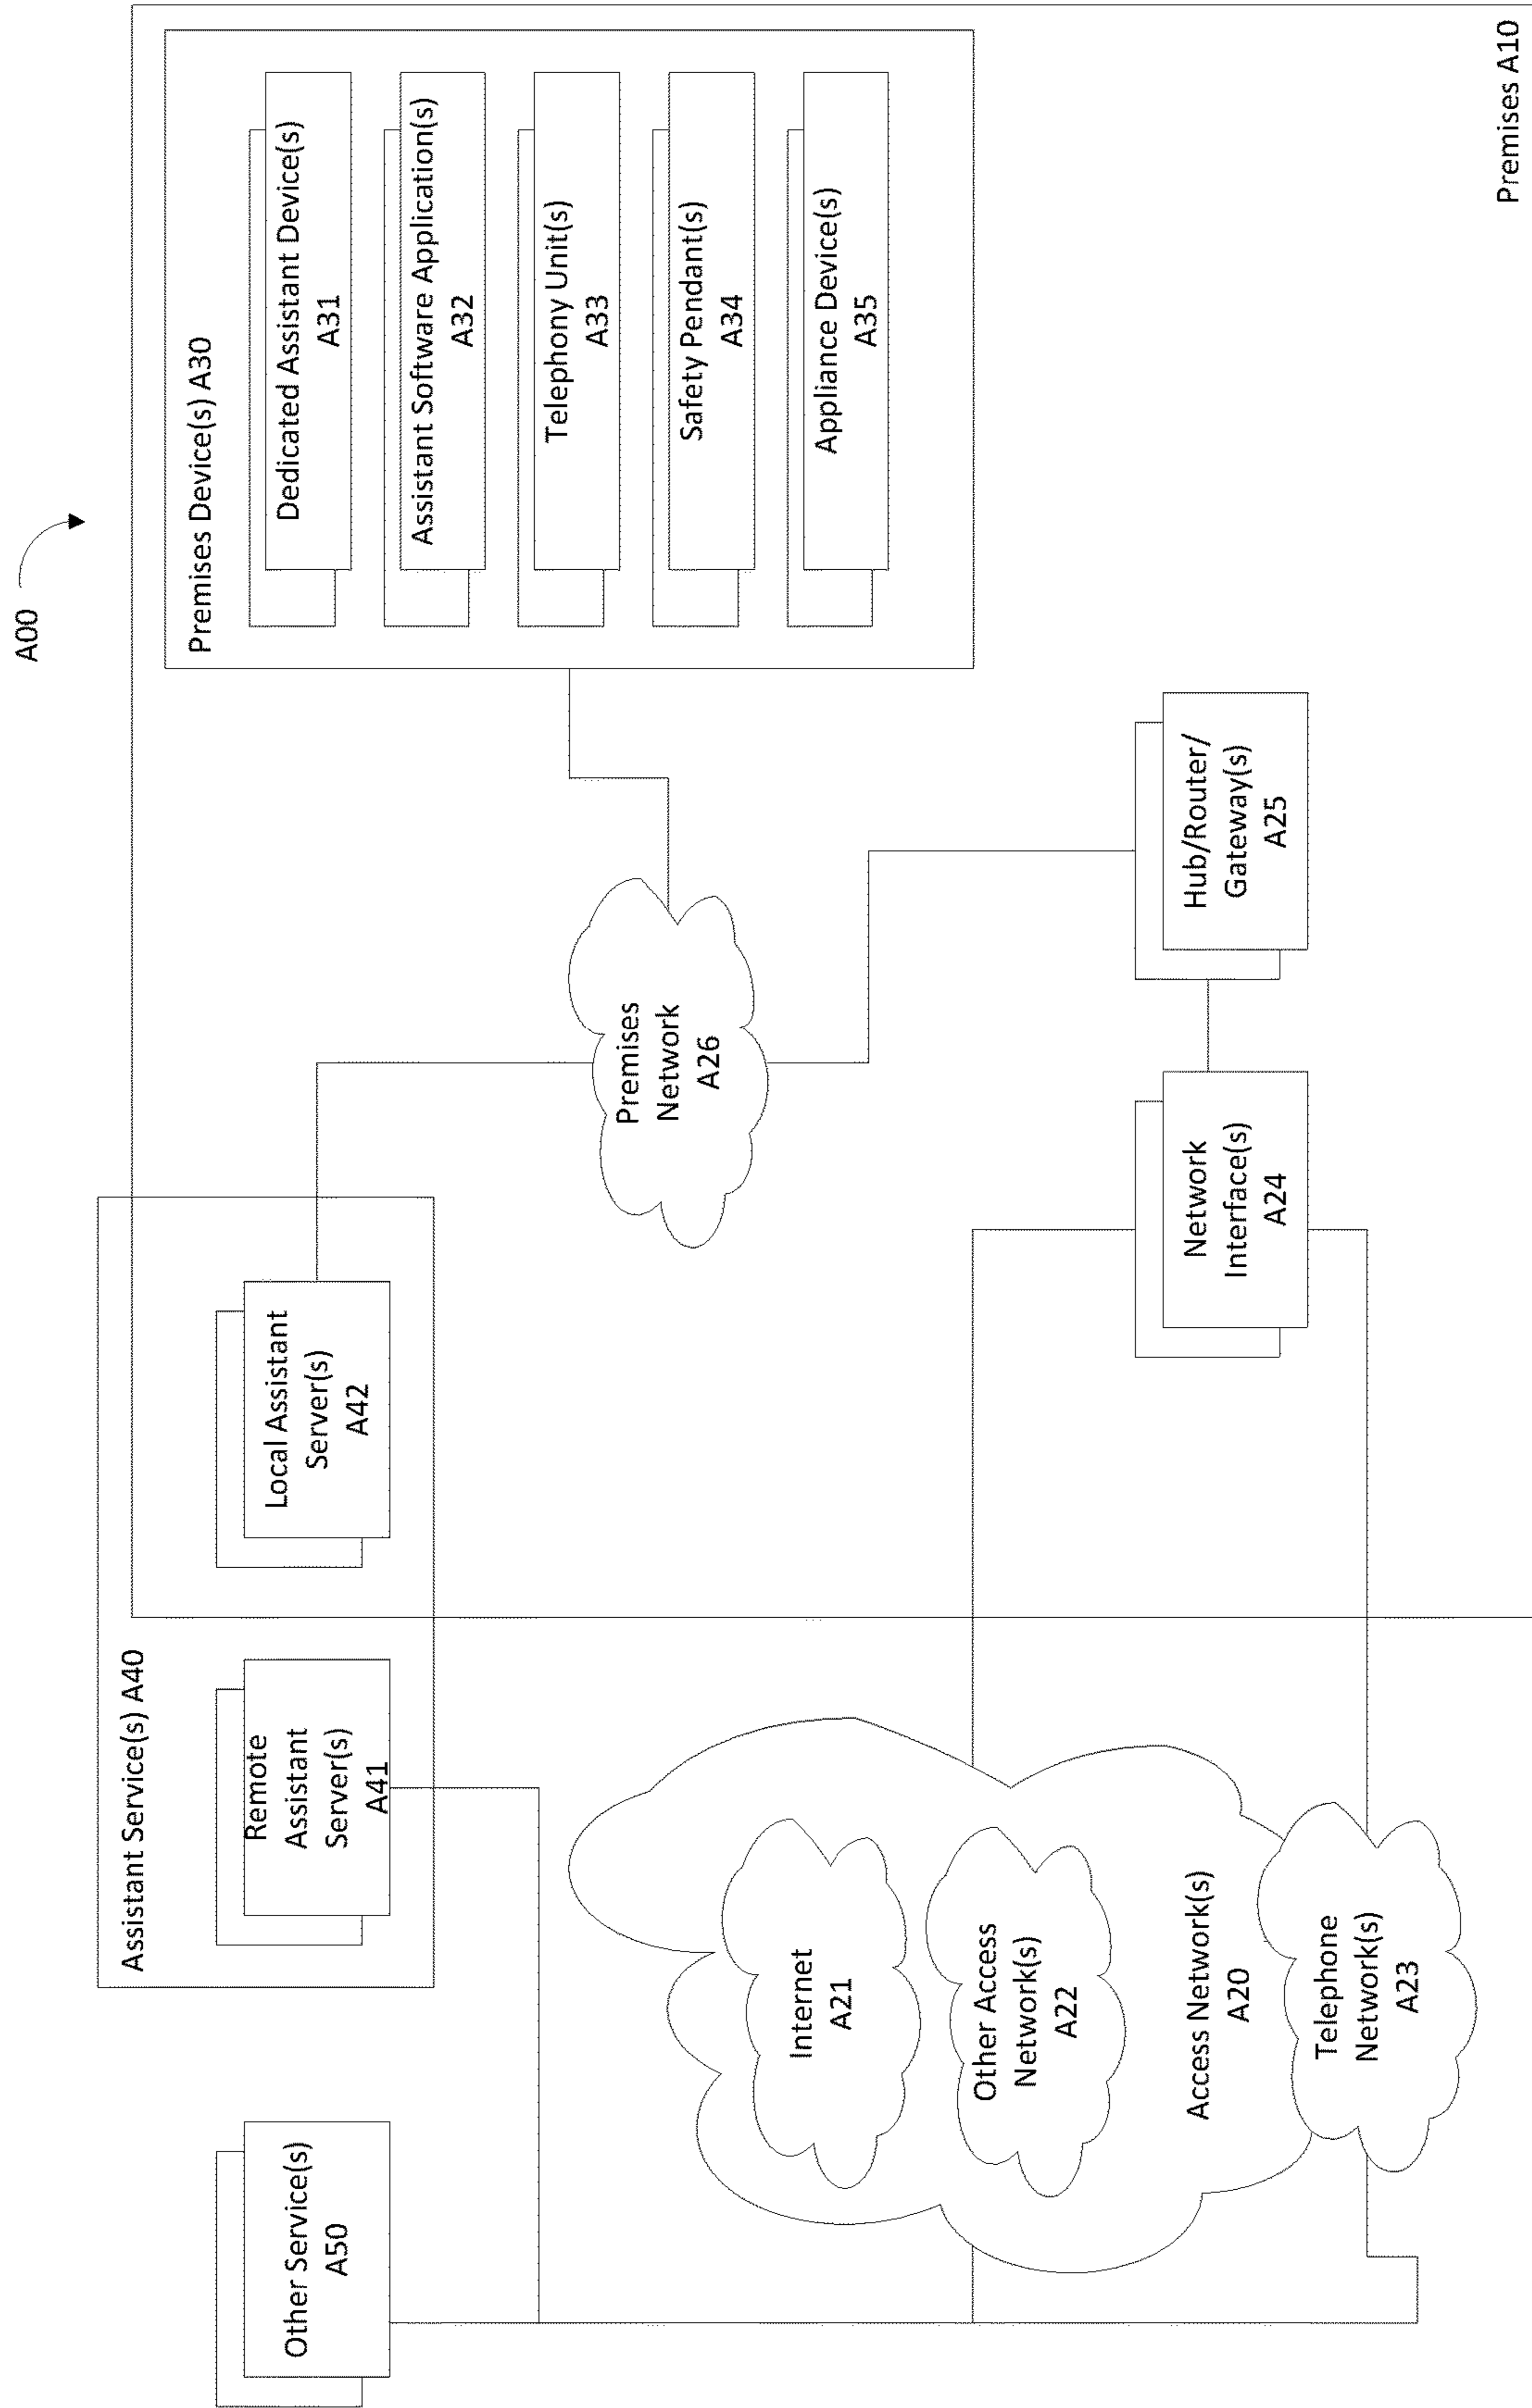 A00
Other Service(s)
A50
Assistant Service(s) A40
Remote
Assistant
Server(s)
A41
Local Assistant
Server(s)
A42
Premises Device(s) A30
Dedicated Assistant Device(s)
A31
Assistant Software Application(s)
A32
Telephony Unit(s)
A33
Safety Pendant(s)
A34
Appliance Device(s)
A35
Premises
Network
A26
Internet
A21
Other Access
Network(s)
A22
Access Network(s)
A20
Telephone
Network(s)
A23
Network
Interface(s)
A24
Hub/Router/
Gateway(s)
A25
Premises A10